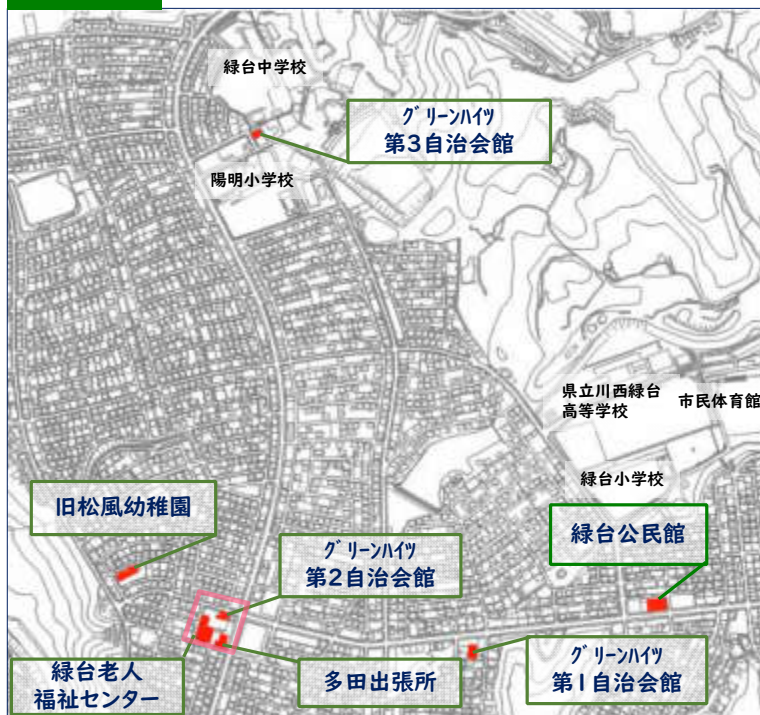 緑台中学校
グリーンハイツ
第3自治会館
陽明小学校
県立川西緑台
高等学校
市民体育館
緑台小学校
旧松風幼稚園
緑台公民館
グリーンハイツ
第2自治会館
緑台老人
福祉センター
多田出張所
グリーンハイツ
第1自治会館